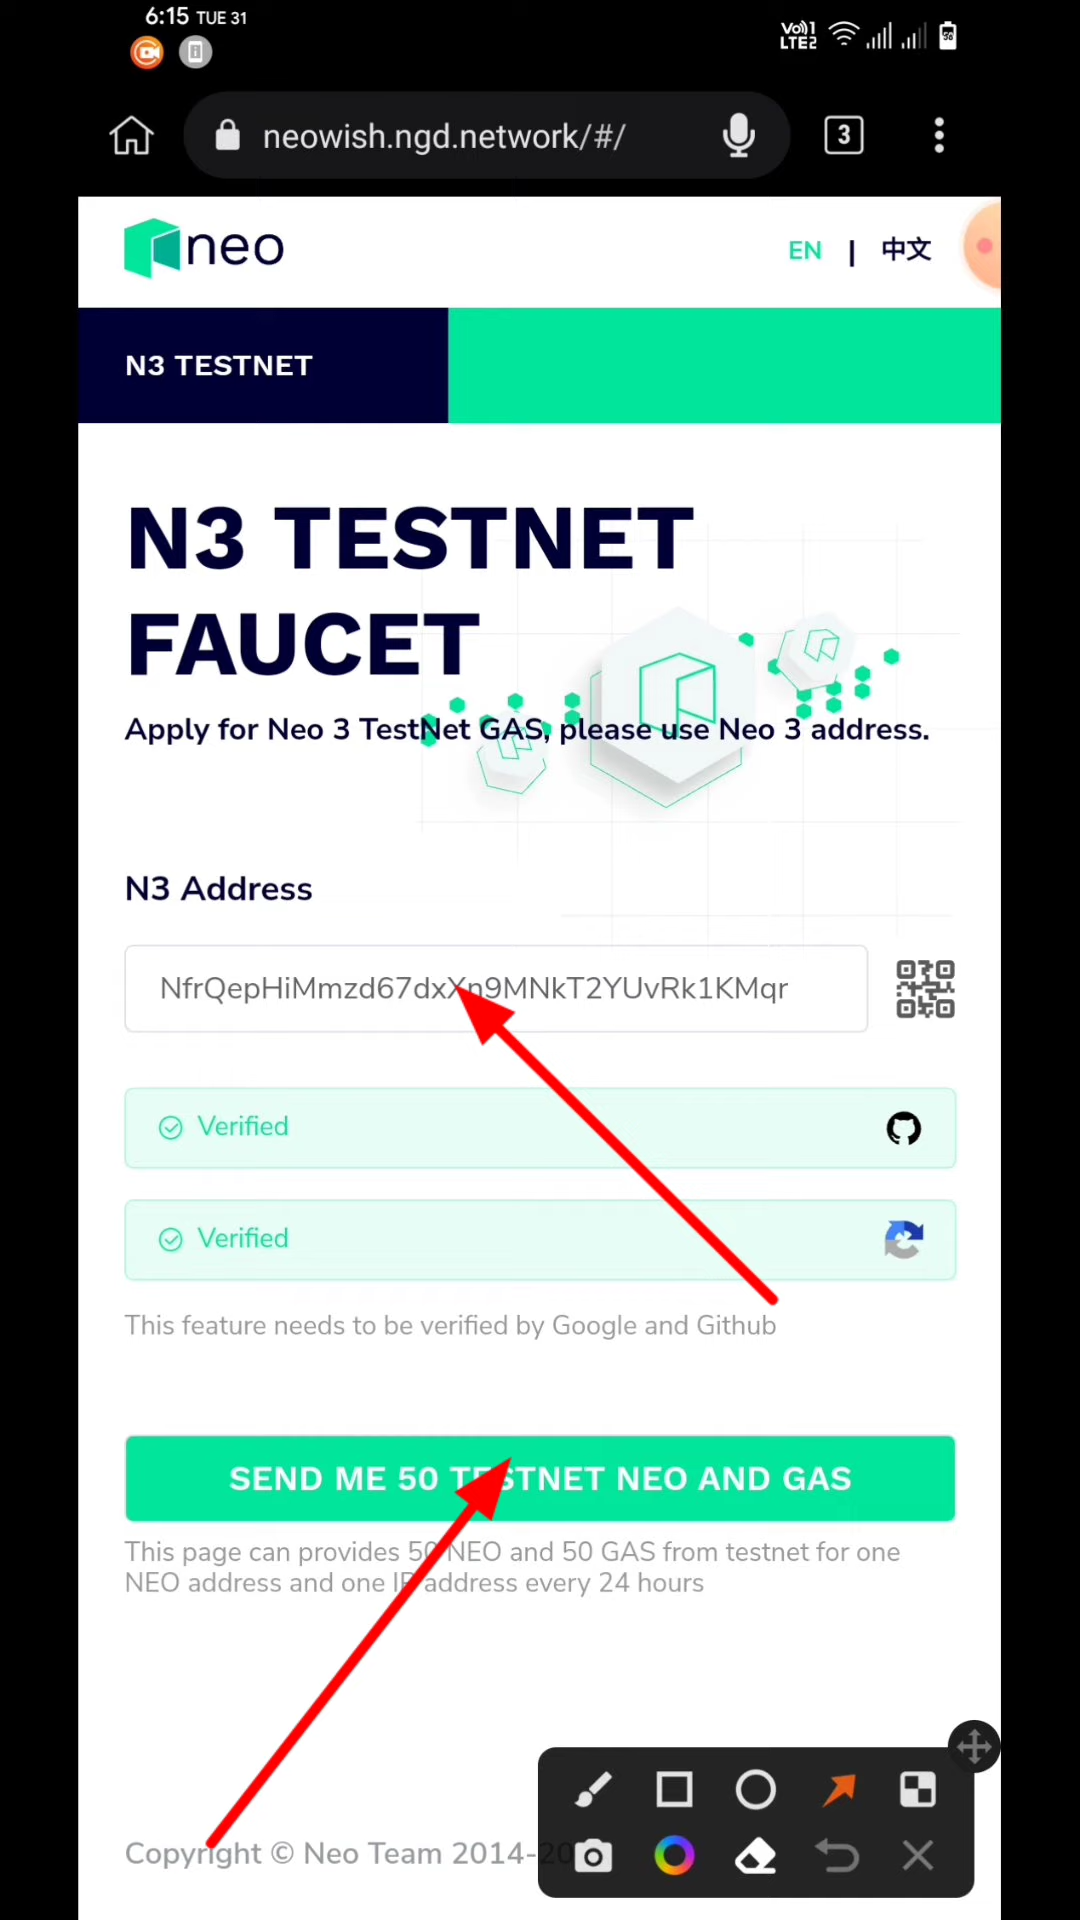 6:15 TUE 31
Vo)) 1
LTE2
neowish.ngd.network/#/
3
neo
EN | 中文
N3 TESTNET
N3 TESTNET
FAUCET
Apply for Neo 3 TestNet GAS, please use Neo 3 address.
N3 Address
NfrQepHiMmzd67dxXn9MNkT2YUvRk1KMqr
Verified
Verified
This feature needs to be verified by Google and Github
SEND ME 50 TESTNET NEO AND GAS
This page can provides 50 NEO and 50 GAS from testnet for one
NEO address and one IP address every 24 hours
Copyright © Neo Team 2014-20